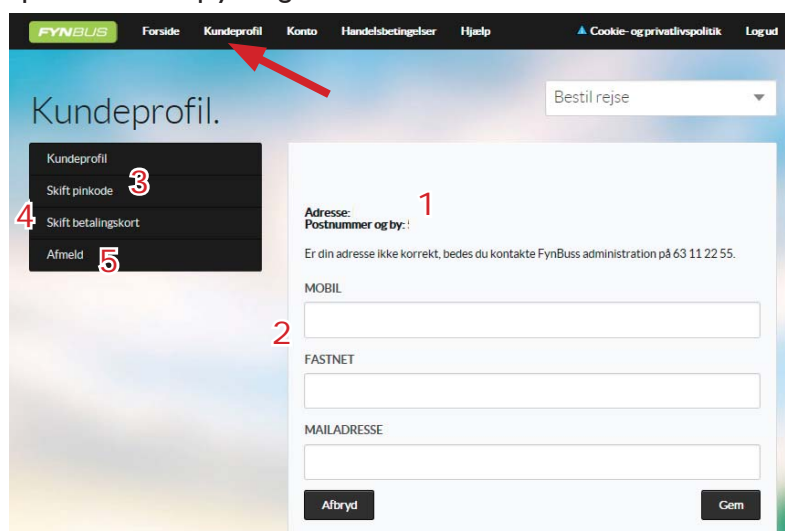 FYNBUS Forside Kundeprofil Konto Handelsbetingelser Hjælp Cookie- og privatlivspolitik Log ud
Kundeprofil.
Bestil rejse
Kundeprofil
Skift pinkode 3
4 Skift betalingskort
Afmeld 5
1
Adresse:
Postnummer og by:
Er din adresse ikke korrekt, bedes du kontakte FynBuss administration på 63 11 22 55.
MOBIL
2
FASTNET
MAILADRESSE
Afbryd Gem